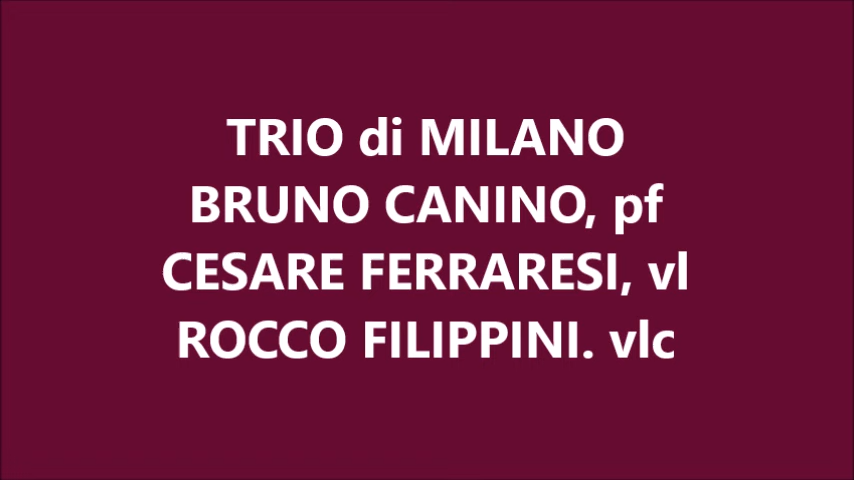 TRIO di MILANO
BRUNO CANINO, pf
CESARE FERRARESI, vl
ROCCO FILIPPINI. vlc